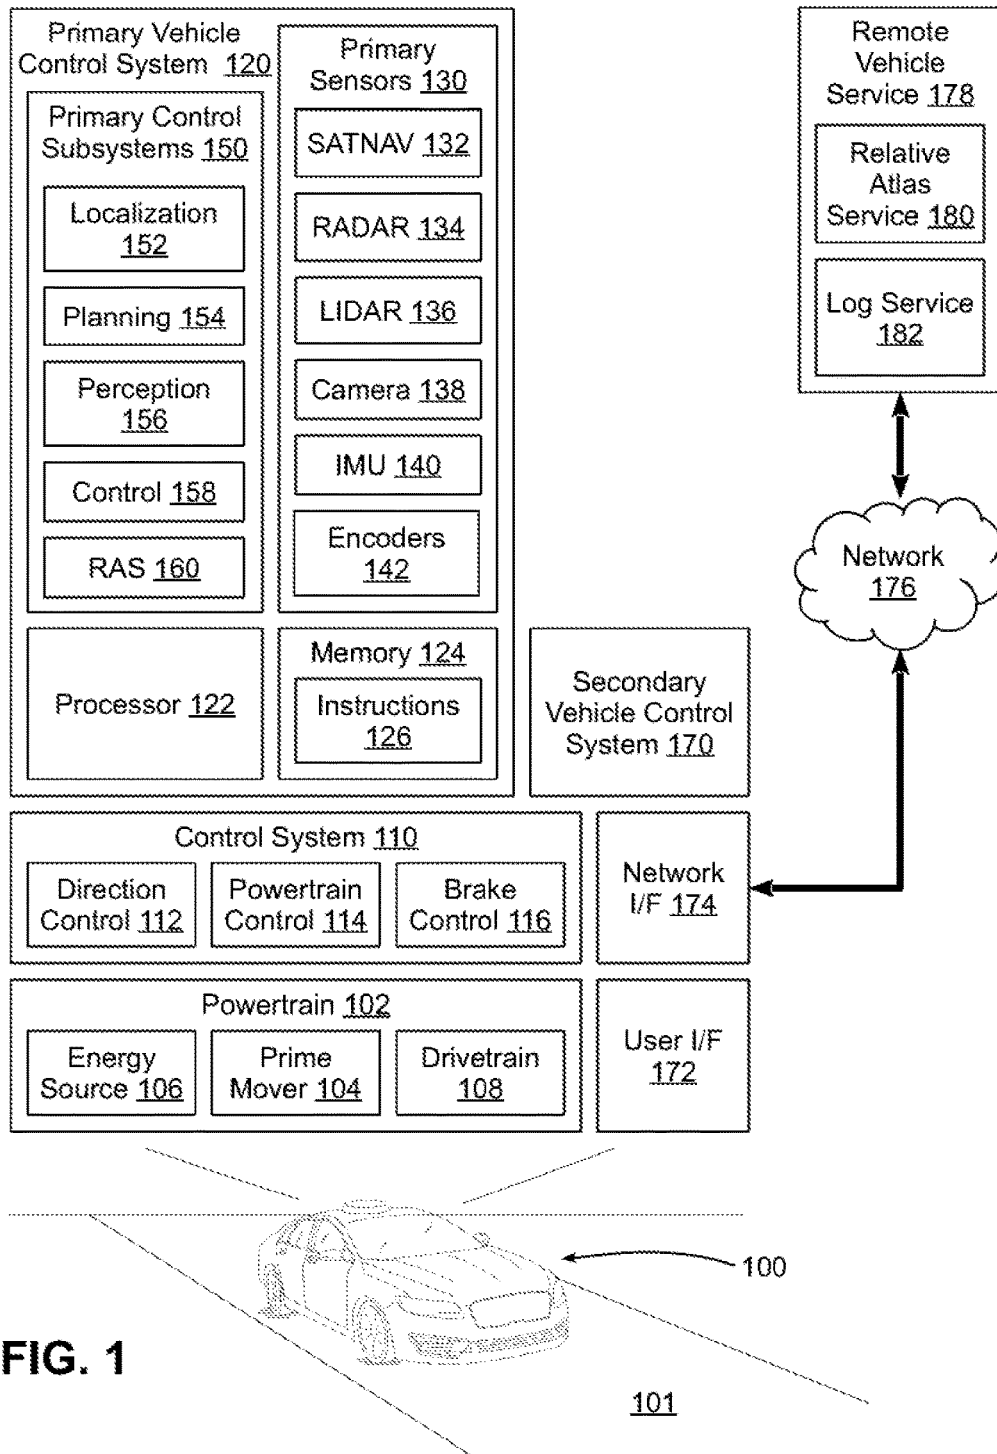 Primary Vehicle
Control System 120
Primary Control
Subsystems 150
Localization
152
Planning 154
Perception
156
Control 158
RAS 160
Primary
Sensors 130
SATNAV 132
RADAR 134
LIDAR 136
Camera 138
IMU 140
Encoders
142
Processor 122
Memory 124
Instructions
126
Secondary
Vehicle Control
System 170
Remote
Vehicle
Service 178
Relative
Atlas
Service 180
Log Service
182
Network
176
Control System 110
Direction
Control 112
Powertrain
Control 114
Brake
Control 116
Network
I/F 174
Powertrain 102
Energy
Source 106
Prime
Mover 104
Drivetrain
108
User I/F
172
100
FIG. 1
101